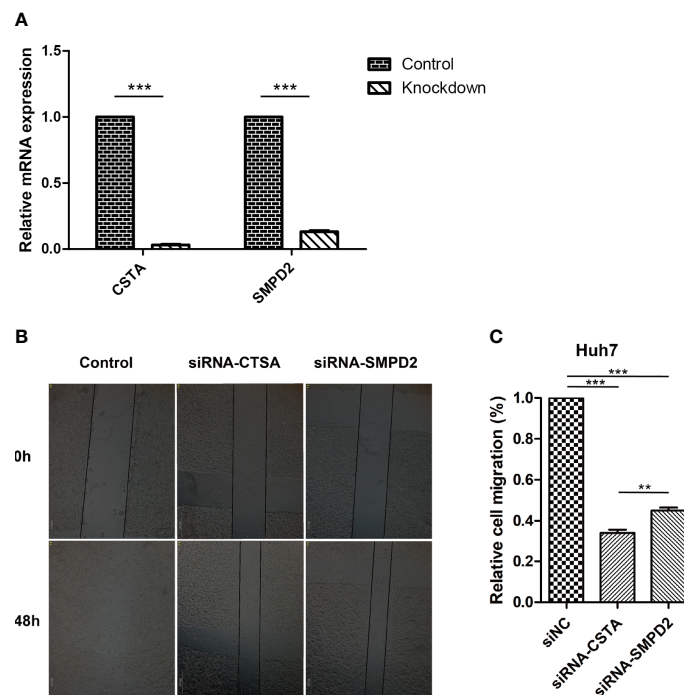 A
Relative mRNA expression
1.5
1.0
0.5
0.0
***
***
Control
Knockdown
CSTA
SMPD2
B
Control
siRNA-CTSA
siRNA-SMPD2
0h
48h
C
Huh7
Relative cell migration (%)
1.0
0.8
0.6
0.4
0.2
0.0
***
***
**
siNC
siRNA-CSTA
siRNA-SMPD2